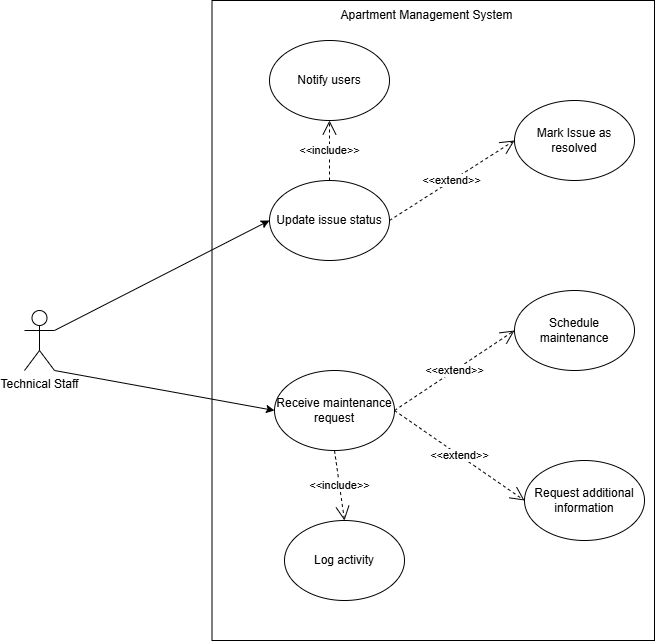 Apartment Management System
Notify users
<<include>>
Mark Issue as
resolved
<<extend>>
Update issue status
Technical Staff
Schedule
maintenance
<<extend>>
Receive maintenance
request
<<extend>>
<<include>>
Request additional
information
Log activity